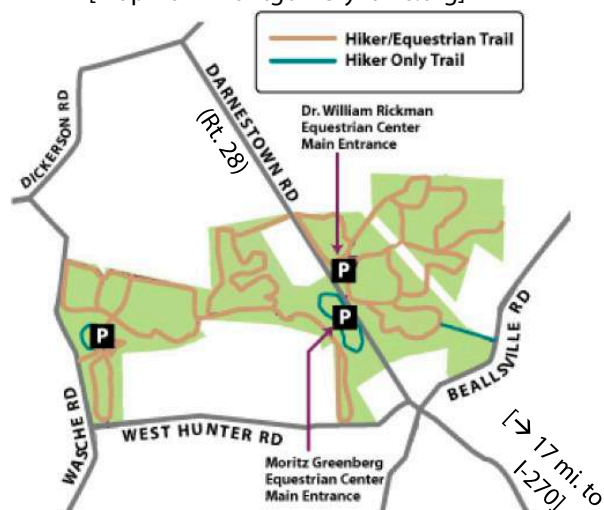 Hiker/Equestrian Trail
Hiker Only Trail
DARNESTOWN RD
(Rt. 28)
DICKERSON RD
Dr. William Rickman
Equestrian Center
Main Entrance
P
P
P
BEALLSVILLE RD
WASCHE RD
WEST HUNTER RD
[→ 17 mi. to
I-270]
Moritz Greenberg
Equestrian Center
Main Entrance